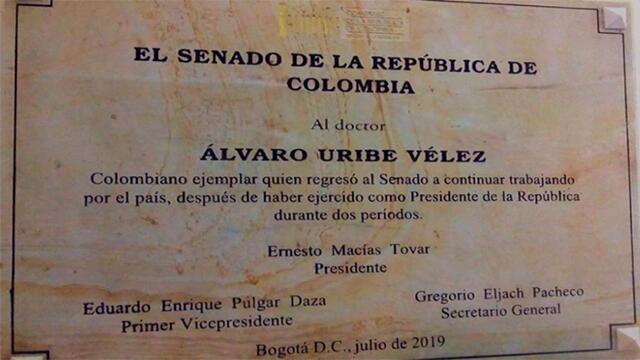 EL SENADO DE LA REPÚBLICA DE
COLOMBIA
Al doctor
ÁLVARO URIBE VÉLEZ
Colombiano ejemplar quien regresó al Senado a continuar trabajando
por el país, después de haber ejercido como Presidente de la República
durante dos períodos.
Ernesto Macías Tovar
Presidente
Eduardo Enrique Pulgar Daza
Primer Vicepresidente
Gregorio Eljach Pacheco
Secretario General
Bogotá D.C., julio de 2019